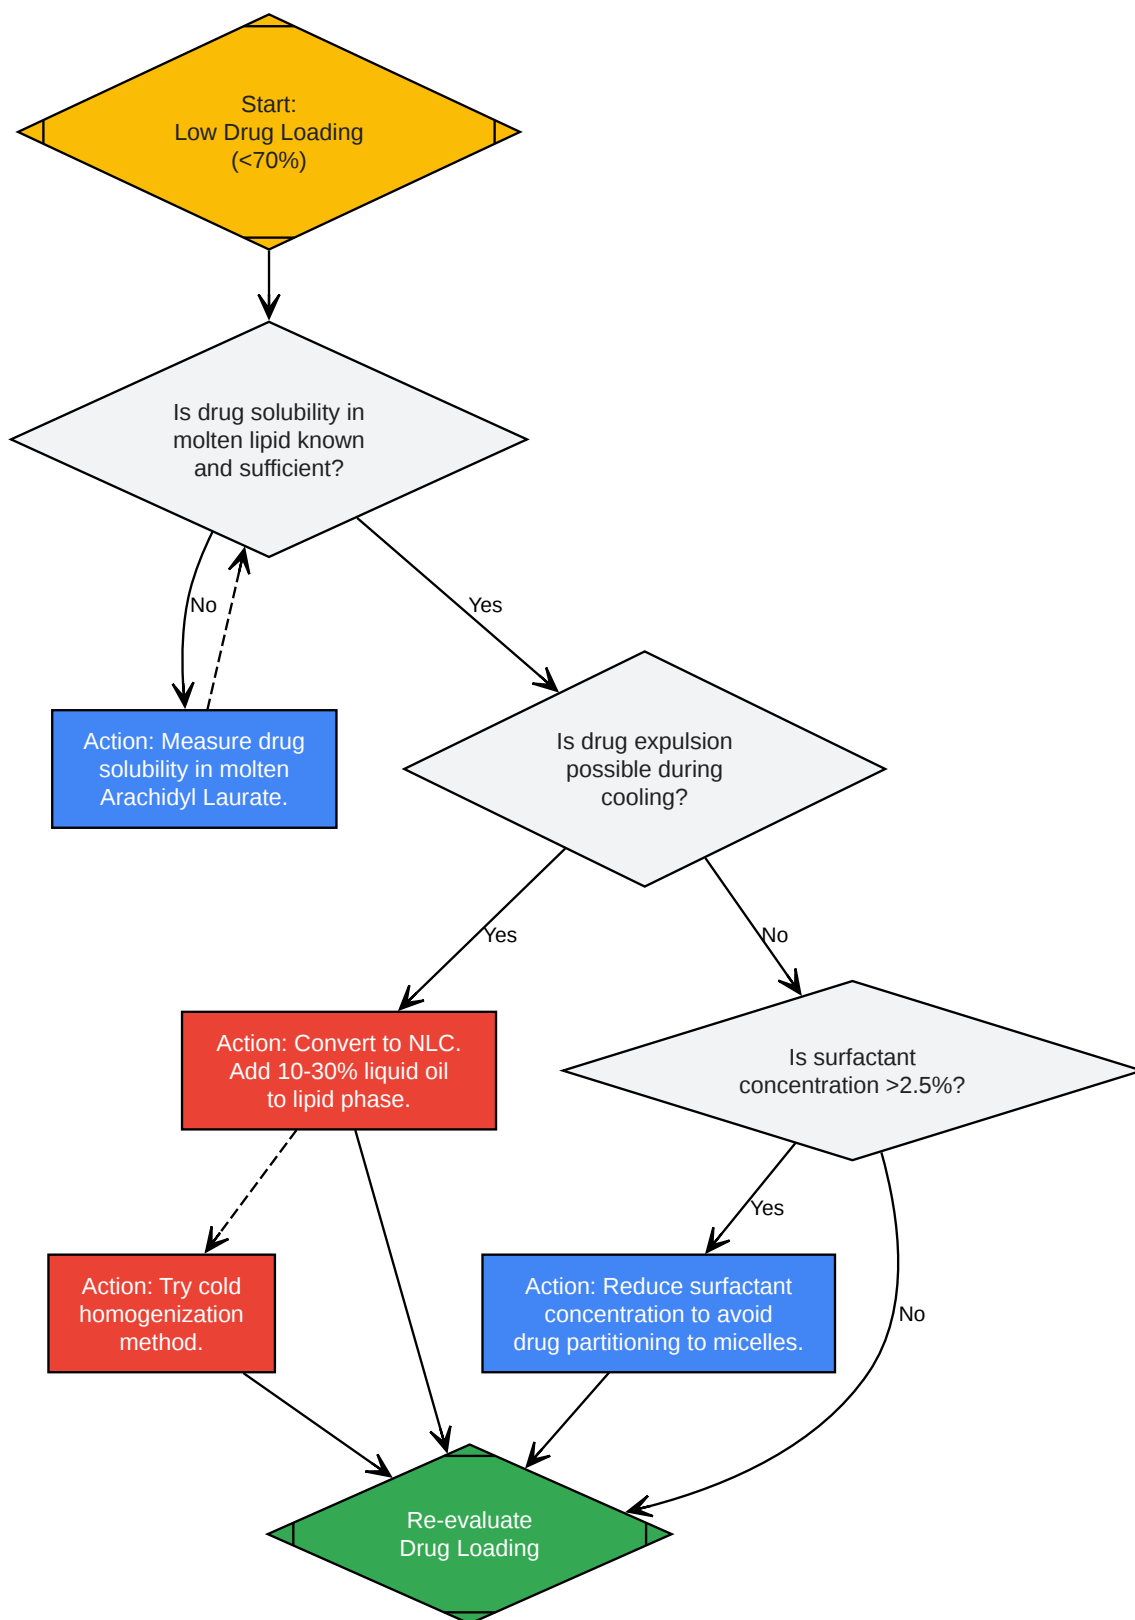 Start:
Low Drug Loading
(<70%)
Is drug solubility in
molten lipid known
and sufficient?
No
Yes
Action: Measure drug
solubility in molten
Arachidyl Laurate.
Is drug expulsion
possible during
cooling?
Yes
No
Action: Convert to NLC.
Add 10-30% liquid oil
to lipid phase.
Is surfactant
concentration >2.5%?
Yes
No
Action: Try cold
homogenization
method.
Action: Reduce surfactant
concentration to avoid
drug partitioning to micelles.
Re-evaluate
Drug Loading